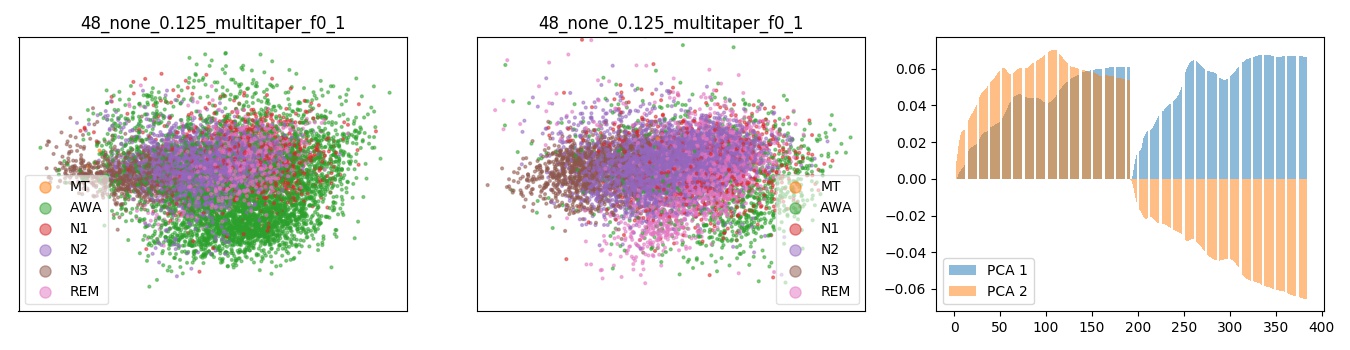 48_none_0.125_multitaper_f0_1
MT
AWA
N1
N2
N3
REM
48_none_0.125_multitaper_f0_1
MT
AWA
N1
N2
N3
REM
0.06
0.04
0.02
0.00
−0.02
−0.04
−0.06
PCA 1
PCA 2
0 50 100 150 200 250 300 350 400